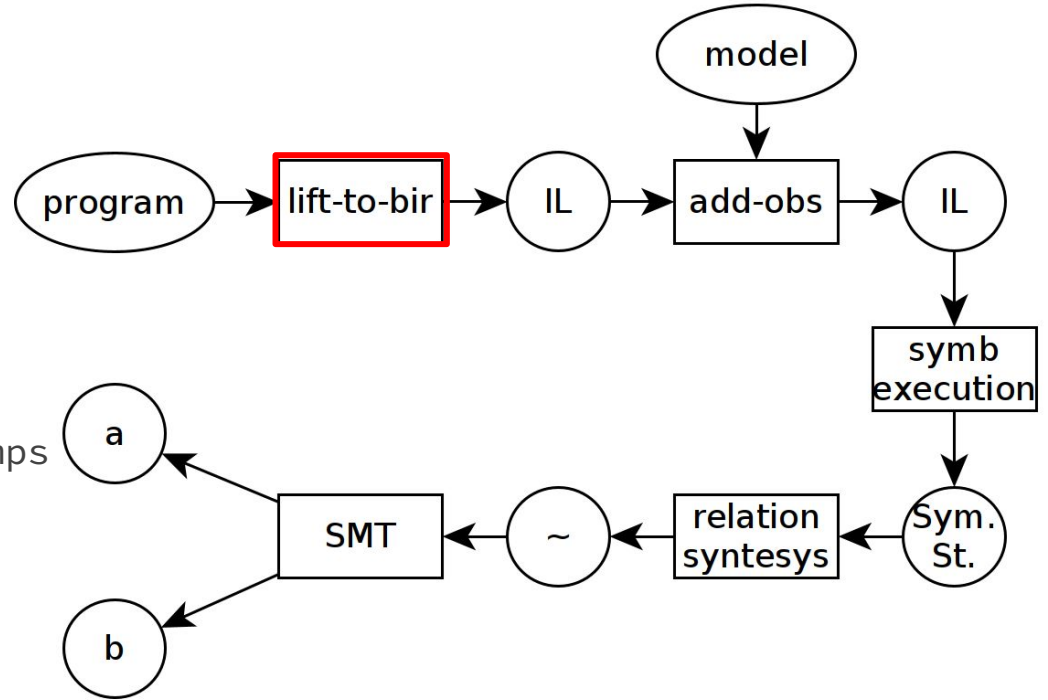 model
program
lift-to-bir
IL
add-obs
IL
symb
execution
a
SMT
~
relation
syntesys
Sym.
St.
b